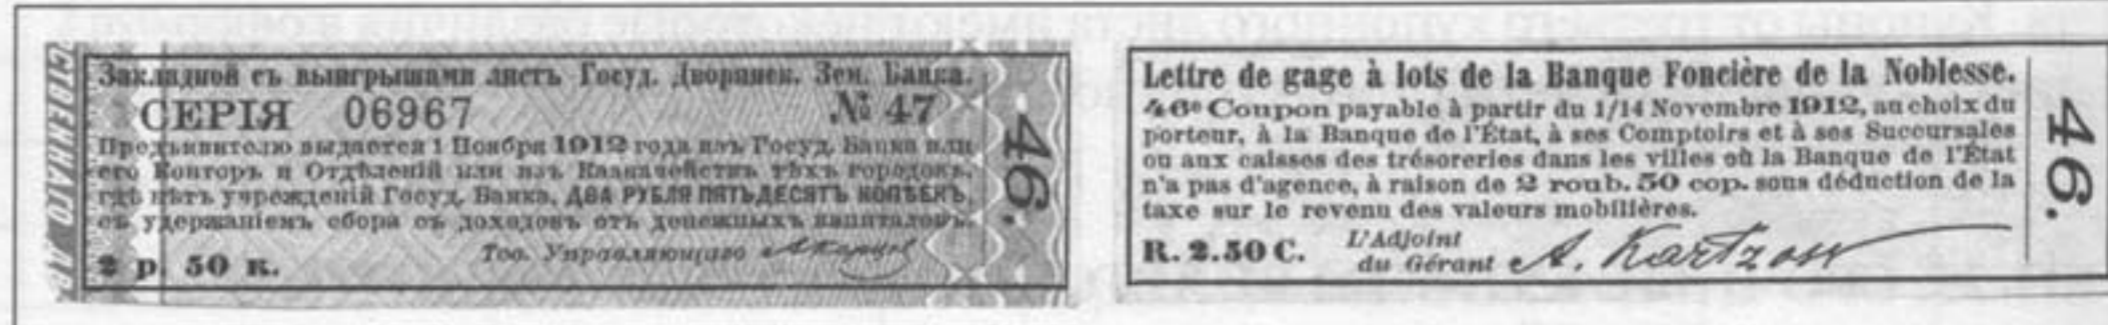 Закладной съ выигрышами листъ Госуд. Дворянск. Зем. Банка.
СЕРІЯ 06967 № 47
Предъявителю выдается 1 Ноября 1912 года изъ Госуд. Банка или
его Конторъ и Отдѣленій или изъ Казначействъ тѣхъ городовъ,
гдѣ нѣтъ учрежденій Госуд. Банка, ДВА РУБЛЯ ПЯТЬДЕСЯТЪ КОПѢЕКЪ,
съ удержаніемъ сбора съ доходовъ отъ денежныхъ капиталовъ.
2 р. 50 к. Тов. Управляющаго
46.
Lettre de gage à lots de la Banque Foncière de la Noblesse.
46e Coupon payable à partir du 1/14 Novembre 1912, au choix du
porteur, à la Banque de l'État, à ses Comptoirs et à ses Succursales
ou aux caisses des trésoreries dans les villes où la Banque de l'État
n'a pas d'agence, à raison de 2 roub. 50 cop. sous déduction de la
taxe sur le revenu des valeurs mobilières.
R. 2.50 C. L'Adjoint
du Gérant A. Kartzoff
46.